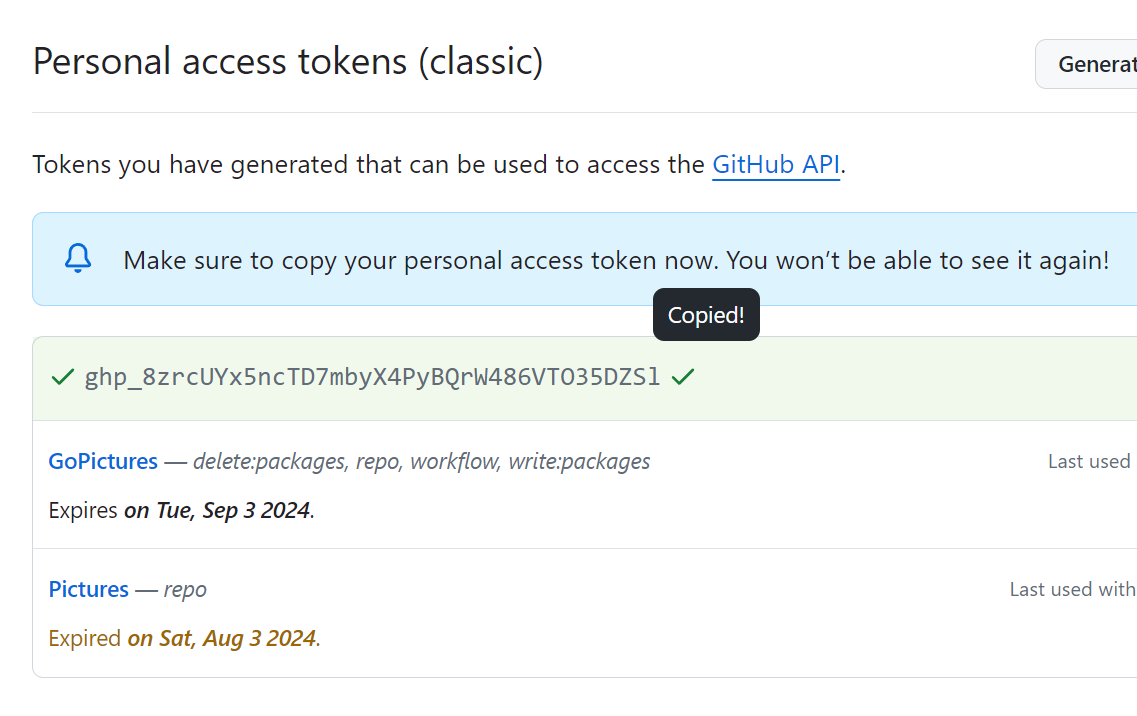 Personal access tokens (classic)
Generat
Tokens you have generated that can be used to access the GitHub API.
Make sure to copy your personal access token now. You won’t be able to see it again!
Copied!
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
GoPictures — delete:packages, repo, workflow, write:packages
Last used
Expires on Tue, Sep 3 2024.
Pictures — repo
Last used with
Expired on Sat, Aug 3 2024.